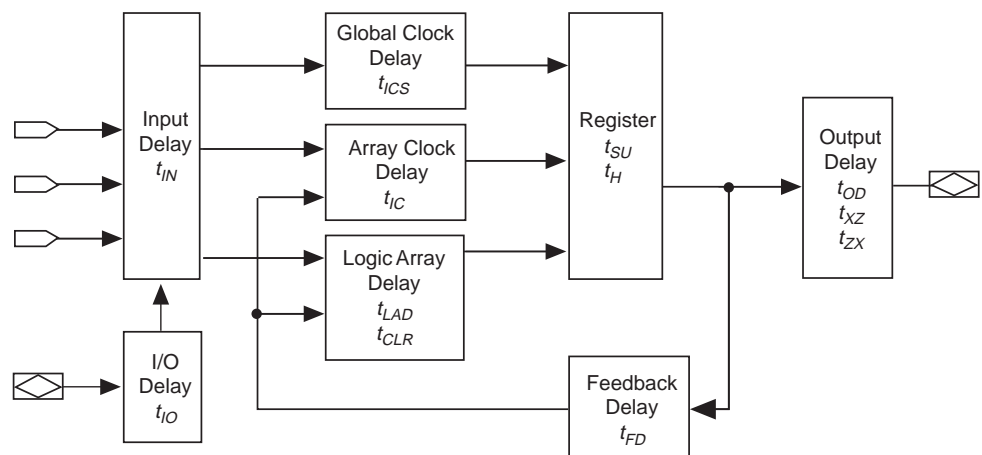 Input
Delay
tIN
I/O
Delay
tIO
Global Clock
Delay
tICS
Array Clock
Delay
tIC
Logic Array
Delay
tLAD
tCLR
Register
tSU
tH
Feedback
Delay
tFD
Output
Delay
tOD
tXZ
tZX